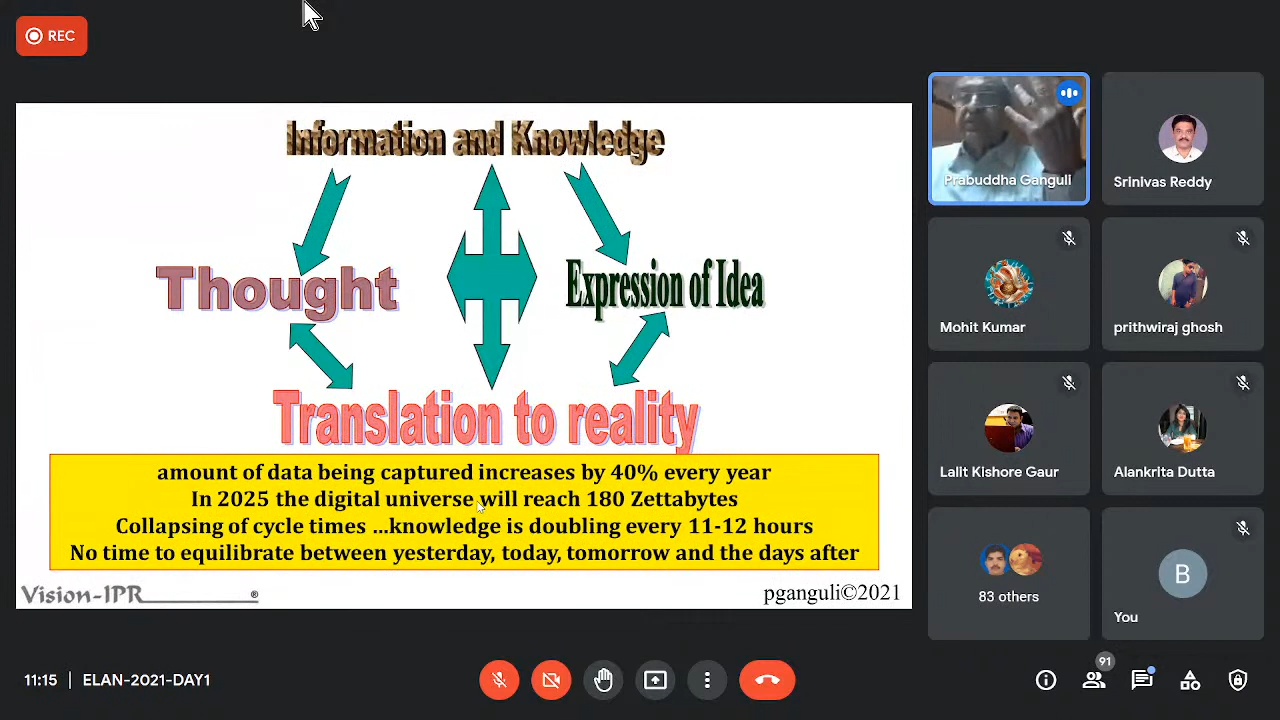 REC
Information and Knowledge
Thought
Expression of Idea
Translation to reality
amount of data being captured increases by 40% every year
In 2025 the digital universe will reach 180 Zettabytes
Collapsing of cycle times ...knowledge is doubling every 11-12 hours
No time to equilibrate between yesterday, today, tomorrow and the days after
Vision-IPR ®
pganguli©2021
Prabuddha Ganguli
Srinivas Reddy
Mohit Kumar
prithwiraj ghosh
Lalit Kishore Gaur
Alankrita Dutta
83 others
B
You
11:15 | ELAN-2021-DAY1
91